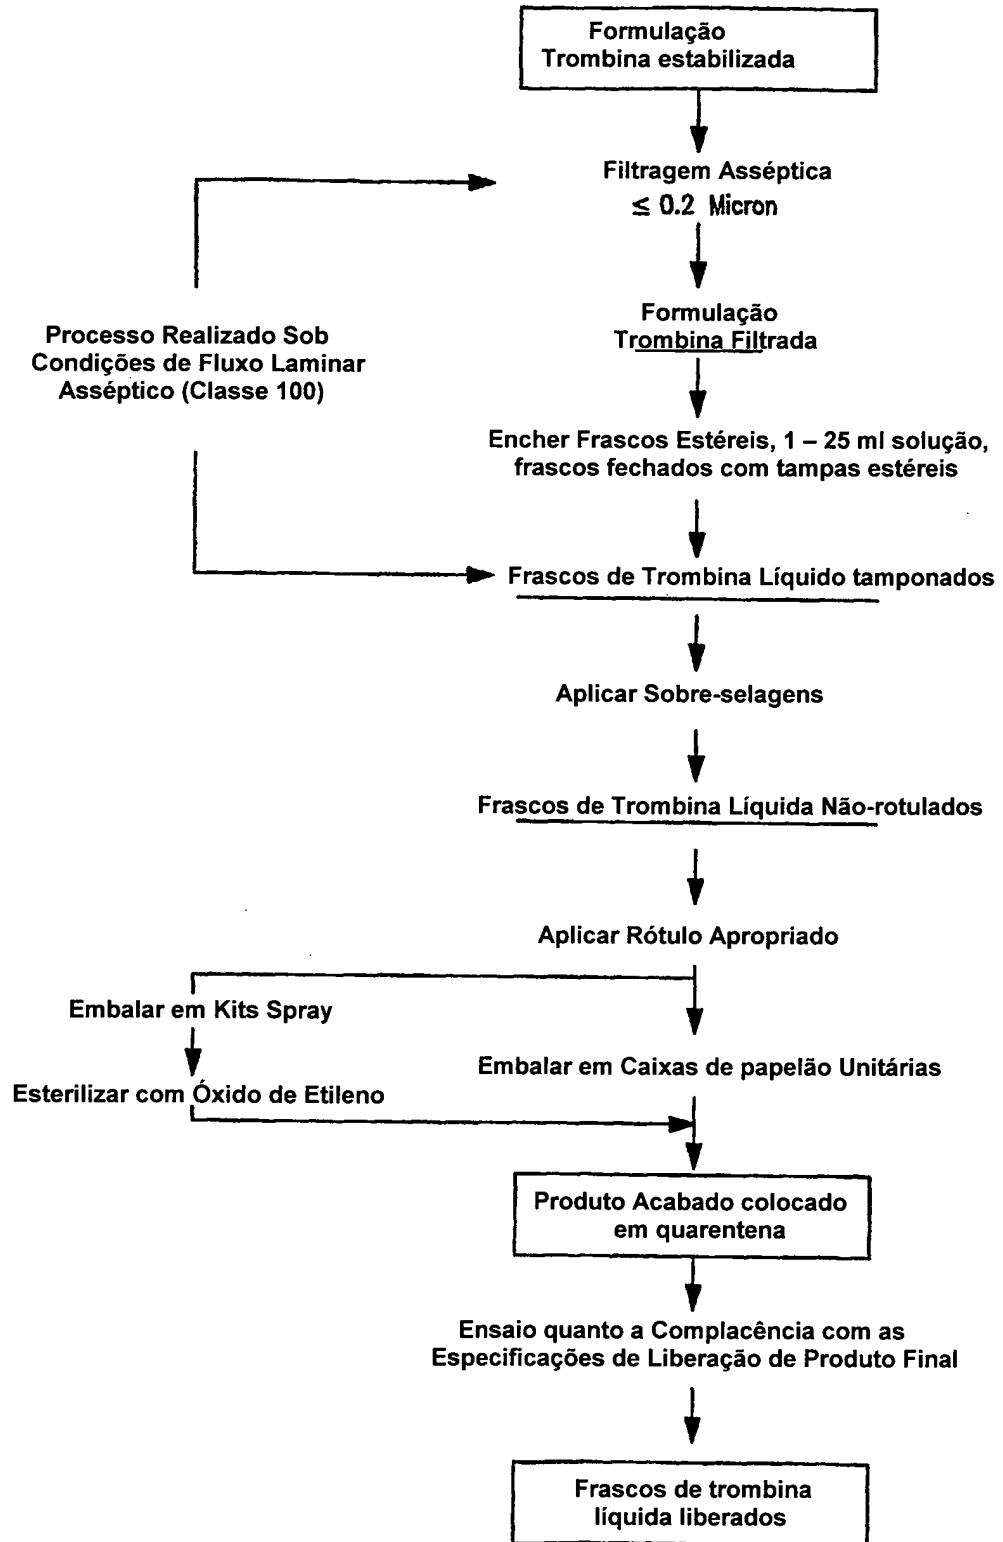 Formulação
Trombina estabilizada
Filtragem Asséptica
≤ 0.2 Micron
Formulação
Trombina Filtrada
Processo Realizado Sob
Condições de Fluxo Laminar
Asséptico (Classe 100)
Encher Frascos Estéreis, 1 – 25 ml solução,
frascos fechados com tampas estéreis
Frascos de Trombina Líquido tamponados
Aplicar Sobre-selagens
Frascos de Trombina Líquida Não-rotulados
Aplicar Rótulo Apropriado
Embalar em Kits Spray
Esterilizar com Óxido de Etileno
Embalar em Caixas de papelão Unitárias
Produto Acabado colocado
em quarentena
Ensaio quanto a Complacência com as
Especificações de Liberação de Produto Final
Frascos de trombina
líquida liberados